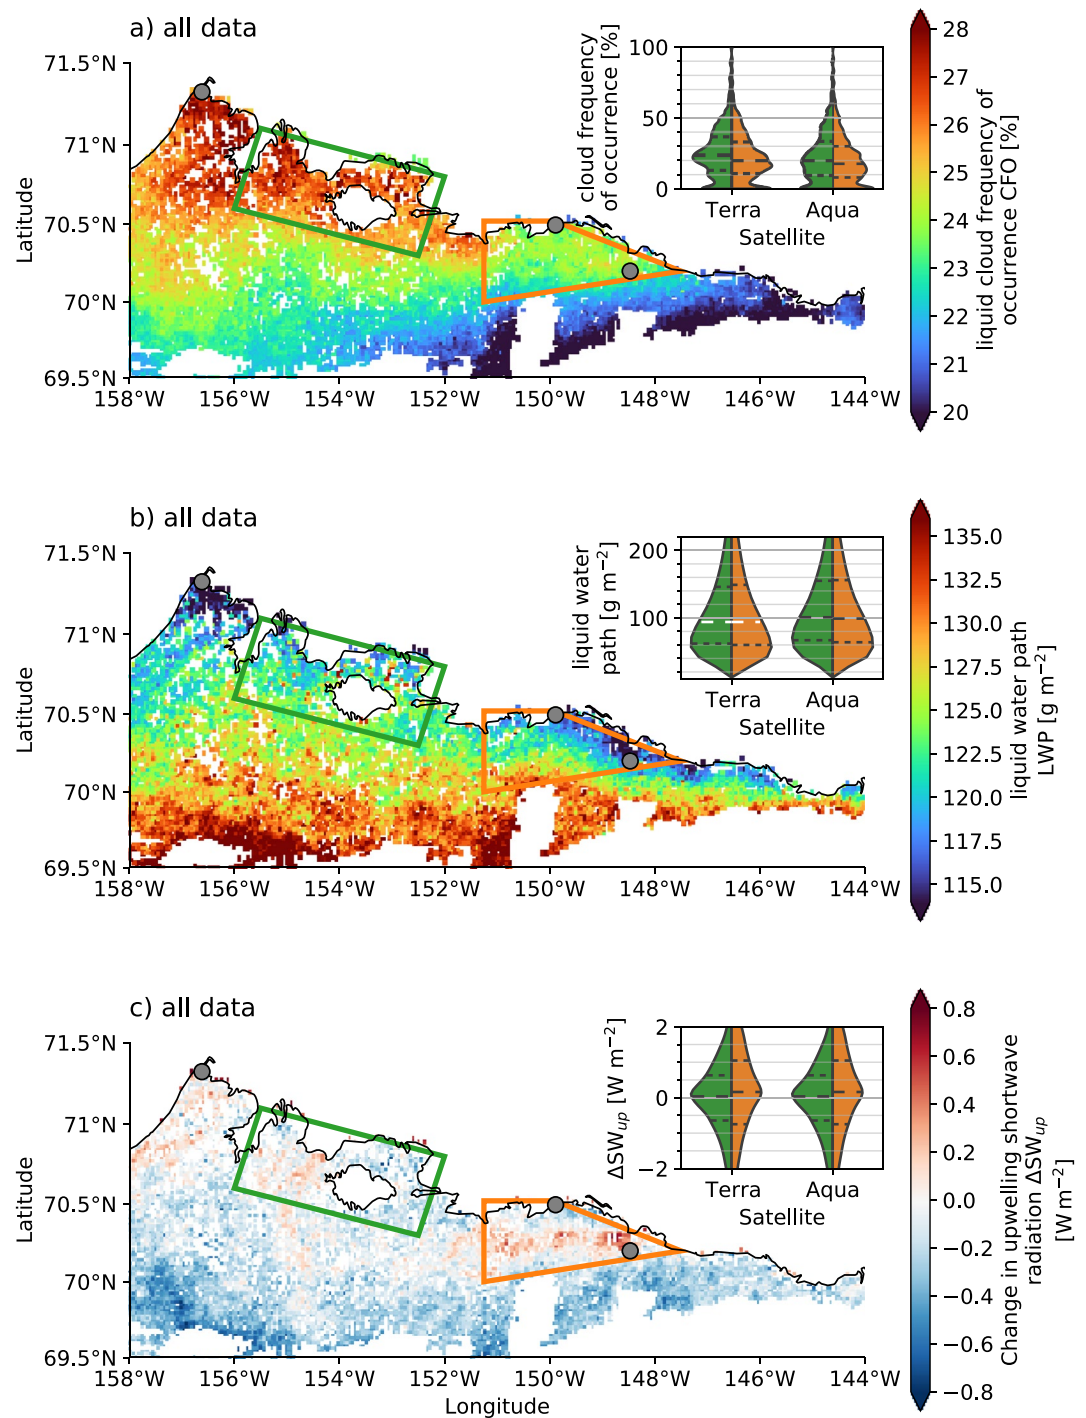 a) all data
71.5°N
71°N
70.5°N
70°N
69.5°N
Latitude
158°W 156°W 154°W 152°W 150°W 148°W 146°W 144°W
cloud frequency
of occurrence [%]
100
50
0
Terra Aqua
Satellite
28
27
26
25
24
23
22
21
20
liquid cloud frequency of
occurrence CFO [%]
b) all data
71.5°N
71°N
70.5°N
70°N
69.5°N
Latitude
158°W 156°W 154°W 152°W 150°W 148°W 146°W 144°W
liquid water
path [g m⁻²]
200
100
Terra Aqua
Satellite
135.0
132.5
130.0
127.5
125.0
122.5
120.0
117.5
115.0
liquid water path
LWP [g m⁻²]
c) all data
71.5°N
71°N
70.5°N
70°N
69.5°N
Latitude
158°W 156°W 154°W 152°W 150°W 148°W 146°W 144°W
Longitude
ΔSWup [W m⁻²]
2
0
−2
Terra Aqua
Satellite
0.8
0.6
0.4
0.2
0.0
−0.2
−0.4
−0.6
−0.8
Change in upwelling shortwave
radiation ΔSWup
[W m⁻²]